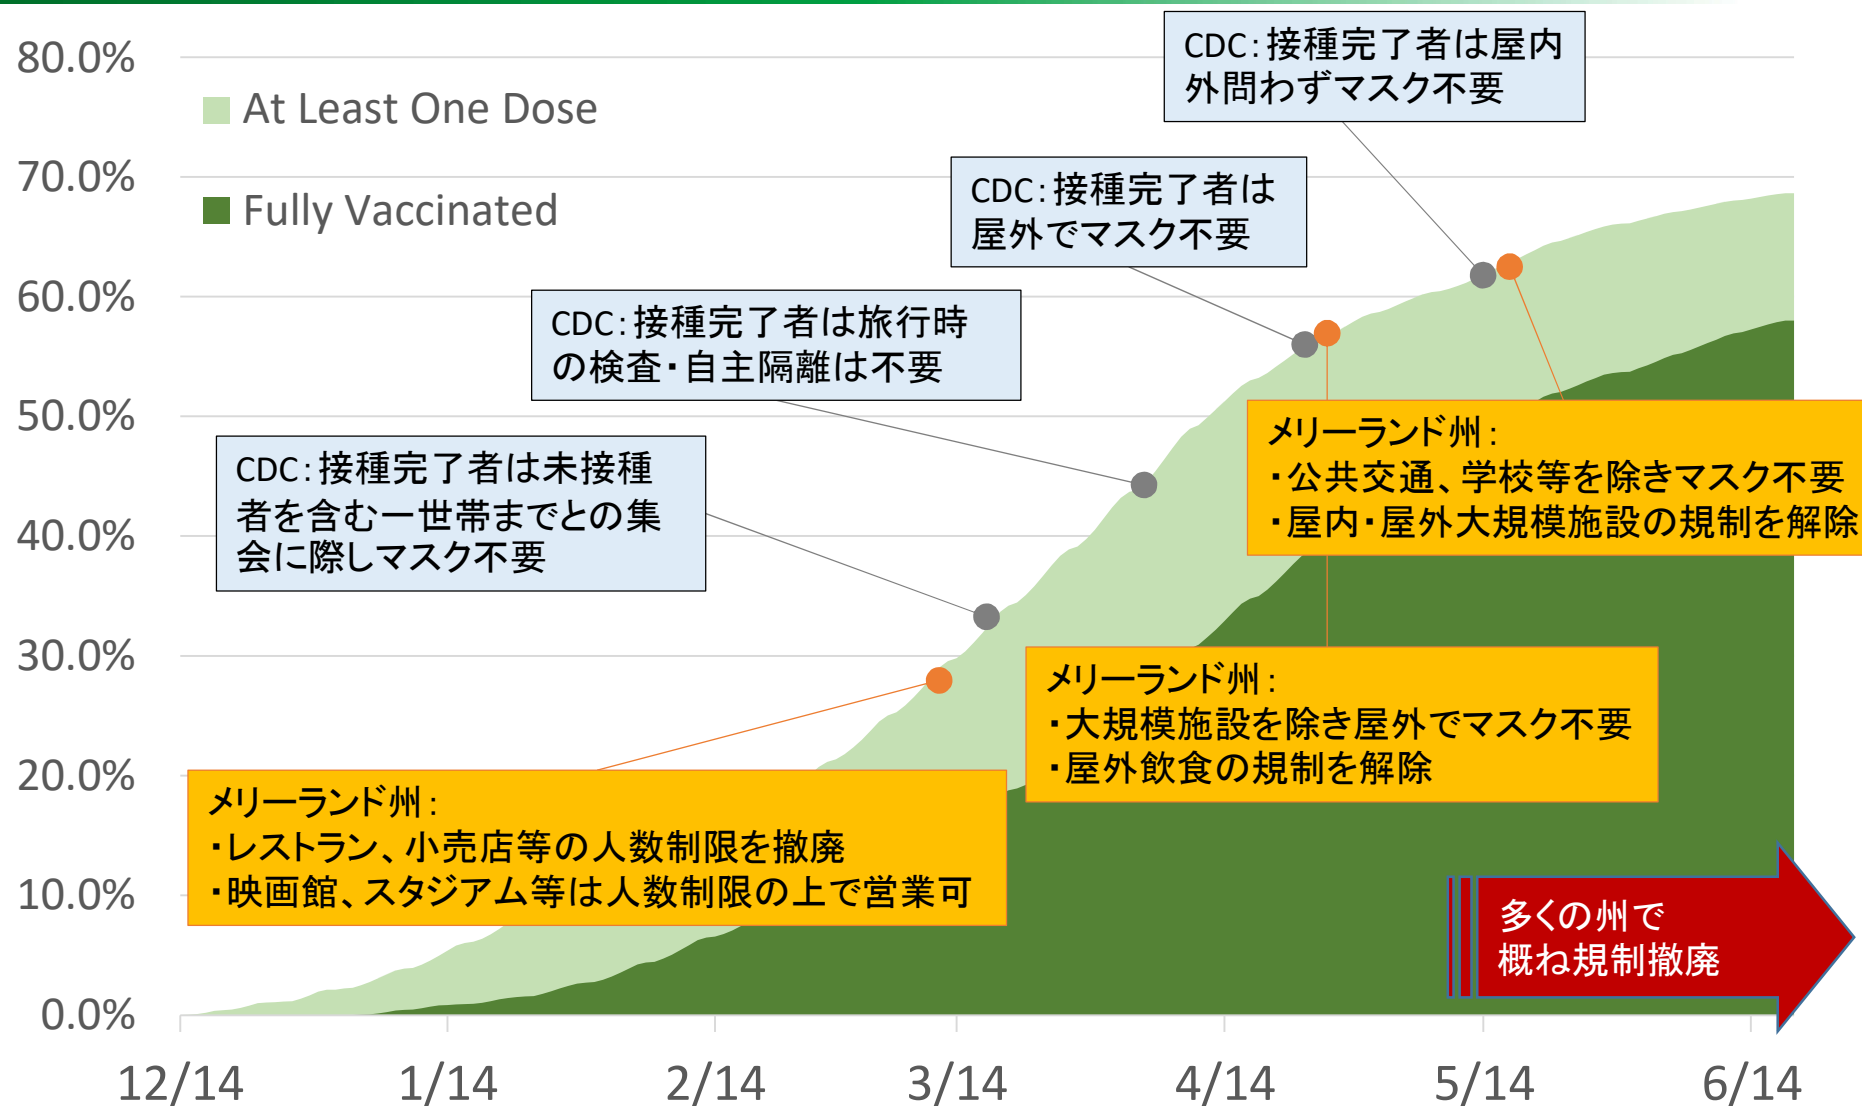 80.0%
70.0%
60.0%
50.0%
40.0%
30.0%
20.0%
10.0%
0.0%
At Least One Dose
Fully Vaccinated
CDC:接種完了者は屋内
外問わずマスク不要
CDC:接種完了者は
屋外でマスク不要
CDC:接種完了者は旅行時
の検査・自主隔離は不要
CDC:接種完了者は未接種
者を含む一世帯までとの集
会に際しマスク不要
メリーランド州:
・公共交通、学校等を除きマスク不要
・屋内・屋外大規模施設の規制を解除
メリーランド州:
・大規模施設を除き屋外でマスク不要
・屋外飲食の規制を解除
メリーランド州:
・レストラン、小売店等の人数制限を撤廃
・映画館、スタジアム等は人数制限の上で営業可
多くの州で
概ね規制撤廃
12/14 1/14 2/14 3/14 4/14 5/14 6/14